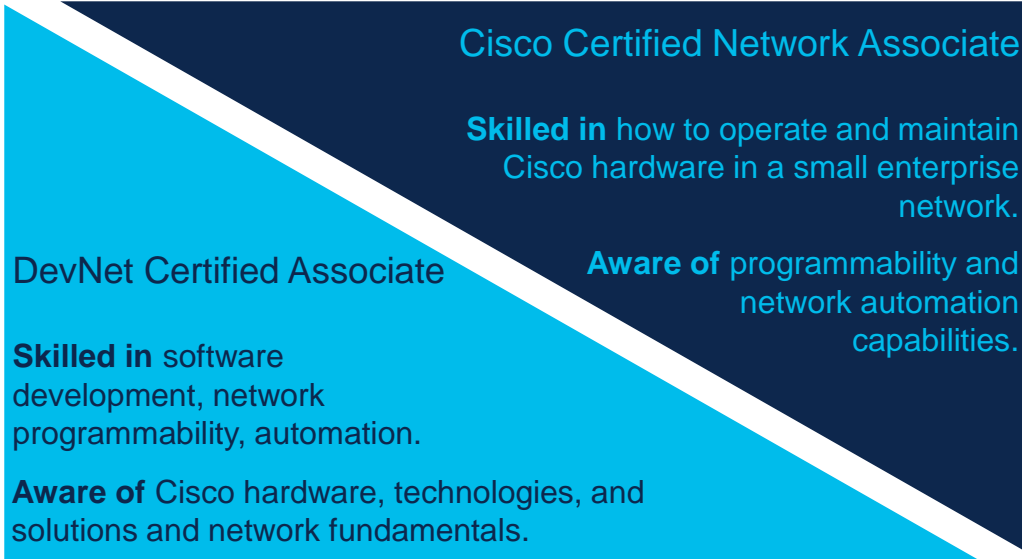 Cisco Certified Network Associate
Skilled in how to operate and maintain
Cisco hardware in a small enterprise
network.
Aware of programmability and
network automation
capabilities.
DevNet Certified Associate
Skilled in software
development, network
programmability, automation.
Aware of Cisco hardware, technologies, and
solutions and network fundamentals.